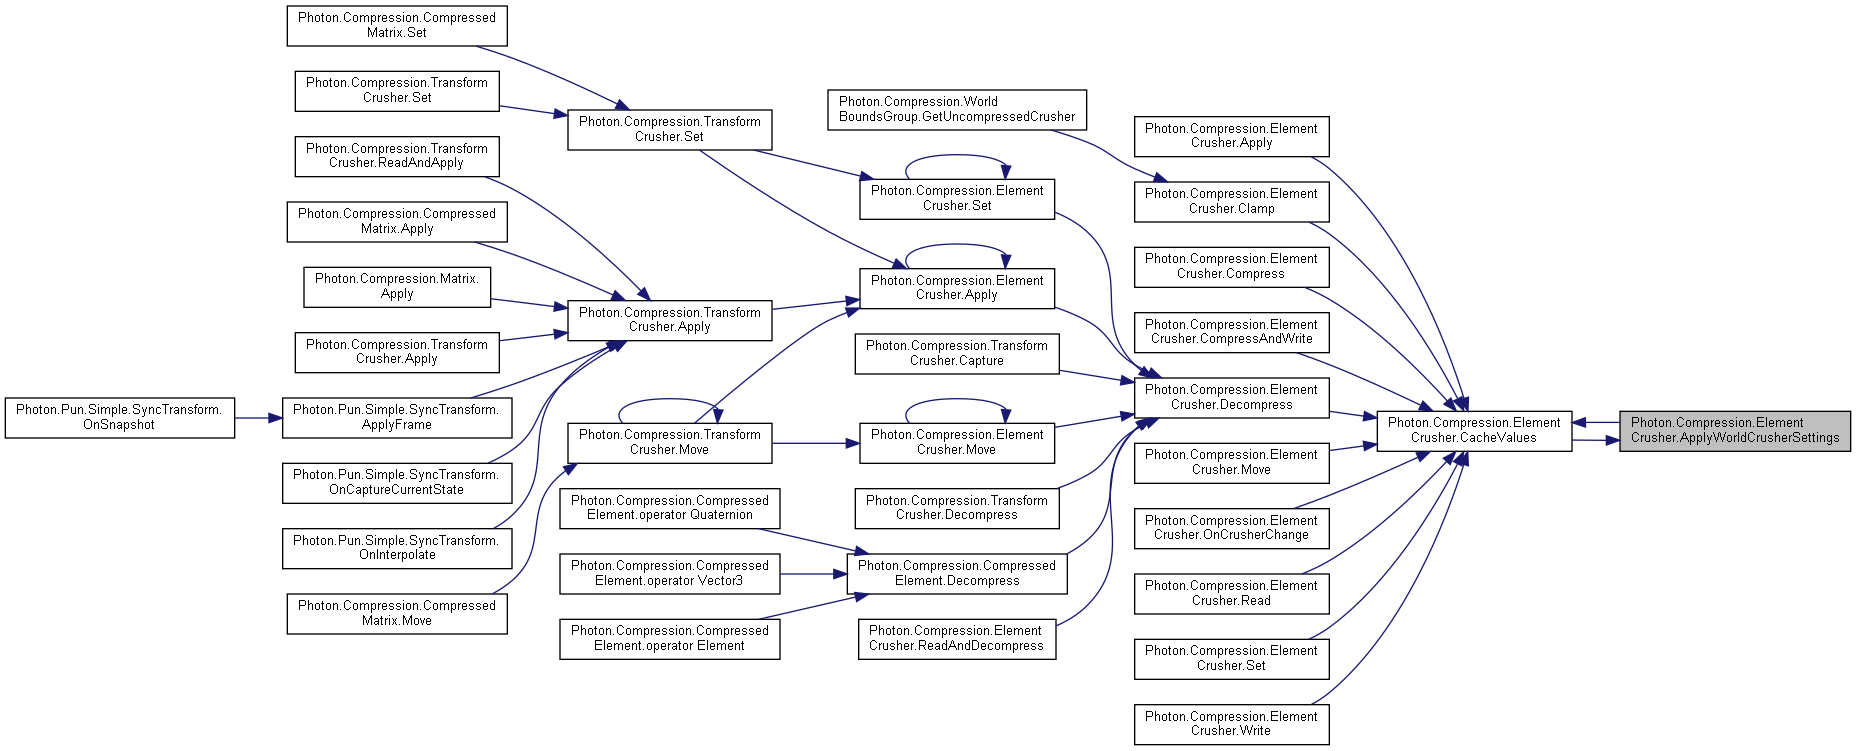 Photon.Compression.Compressed
Matrix.Set
Photon.Compression.Transform
Crusher.Set
Photon.Compression.Transform
Crusher.ReadAndApply
Photon.Compression.Compressed
Matrix.Apply
Photon.Compression.Matrix.
Apply
Photon.Compression.Transform
Crusher.Apply
Photon.Pun.Simple.SyncTransform.
OnSnapshot
Photon.Pun.Simple.SyncTransform.
ApplyFrame
Photon.Pun.Simple.SyncTransform.
OnCaptureCurrentState
Photon.Pun.Simple.SyncTransform.
OnInterpolate
Photon.Compression.Compressed
Matrix.Move
Photon.Compression.Transform
Crusher.Set
Photon.Compression.Transform
Crusher.Apply
Photon.Compression.Transform
Crusher.Move
Photon.Compression.Compressed
Element.operator Quaternion
Photon.Compression.Compressed
Element.operator Vector3
Photon.Compression.Compressed
Element.operator Element
Photon.Compression.World
BoundsGroup.GetUncompressedCrusher
Photon.Compression.Element
Crusher.Set
Photon.Compression.Element
Crusher.Apply
Photon.Compression.Transform
Crusher.Capture
Photon.Compression.Element
Crusher.Move
Photon.Compression.Transform
Crusher.Decompress
Photon.Compression.Compressed
Element.Decompress
Photon.Compression.Element
Crusher.ReadAndDecompress
Photon.Compression.Element
Crusher.Apply
Photon.Compression.Element
Crusher.Clamp
Photon.Compression.Element
Crusher.Compress
Photon.Compression.Element
Crusher.CompressAndWrite
Photon.Compression.Element
Crusher.Decompress
Photon.Compression.Element
Crusher.Move
Photon.Compression.Element
Crusher.OnCrusherChange
Photon.Compression.Element
Crusher.Read
Photon.Compression.Element
Crusher.Set
Photon.Compression.Element
Crusher.Write
Photon.Compression.Element
Crusher.CacheValues
Photon.Compression.Element
Crusher.ApplyWorldCrusherSettings